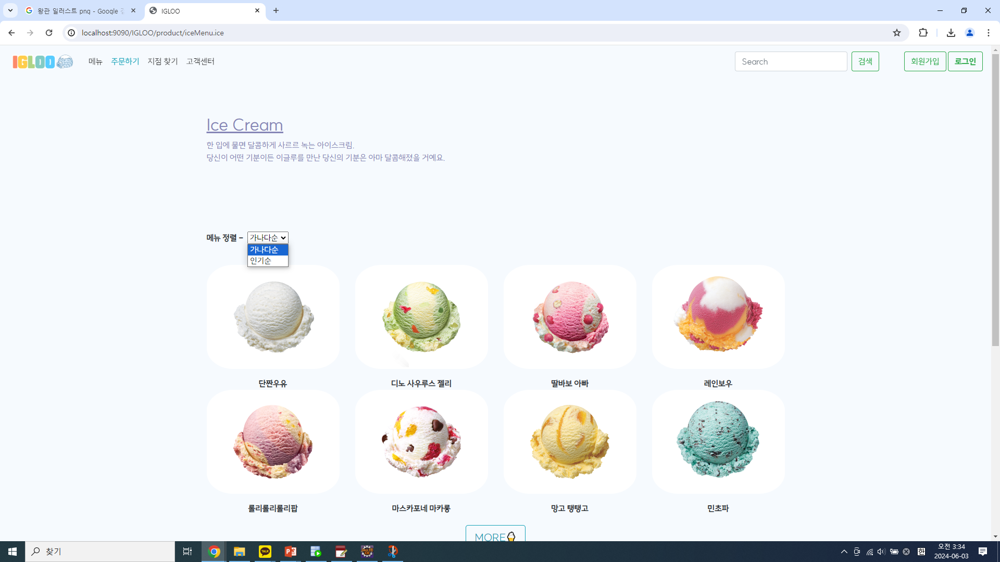 왕관 일러스트 png - Google
IGLOO
localhost:9090/IGLOO/product/iceMenu.ice
IGLOO
메뉴 주문하기 지점 찾기 고객센터
Search
검색
회원가입
로그인
Ice Cream
한 입에 물면 달콤하게 사르르 녹는 아이스크림.
당신이 어떤 기분이든 이글루를 만난 당신의 기분은 아마 달콤해졌을 거예요.
메뉴 정렬 -
가나다순
가나다순
인기순
단짠우유
디노 사우루스 젤리
딸바보 아빠
레인보우
롤리롤리롤리팝
마스카포네 마카롱
망고 탱탱고
민초파
MORE
찾기
TALK
한
오전 3:34
2024-06-03